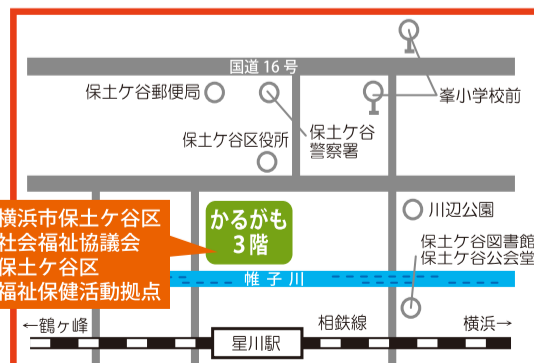 国道16号
保土ケ谷郵便局
保土ケ谷
警察署
峯小学校前
保土ケ谷区役所
横浜市保土ケ谷区
社会福祉協議会
保土ケ谷区
福祉保健活動拠点
かるがも
3階
川辺公園
保土ケ谷図書館
保土ケ谷公会堂
帷子川
←鶴ヶ峰
星川駅
相鉄線
横浜→